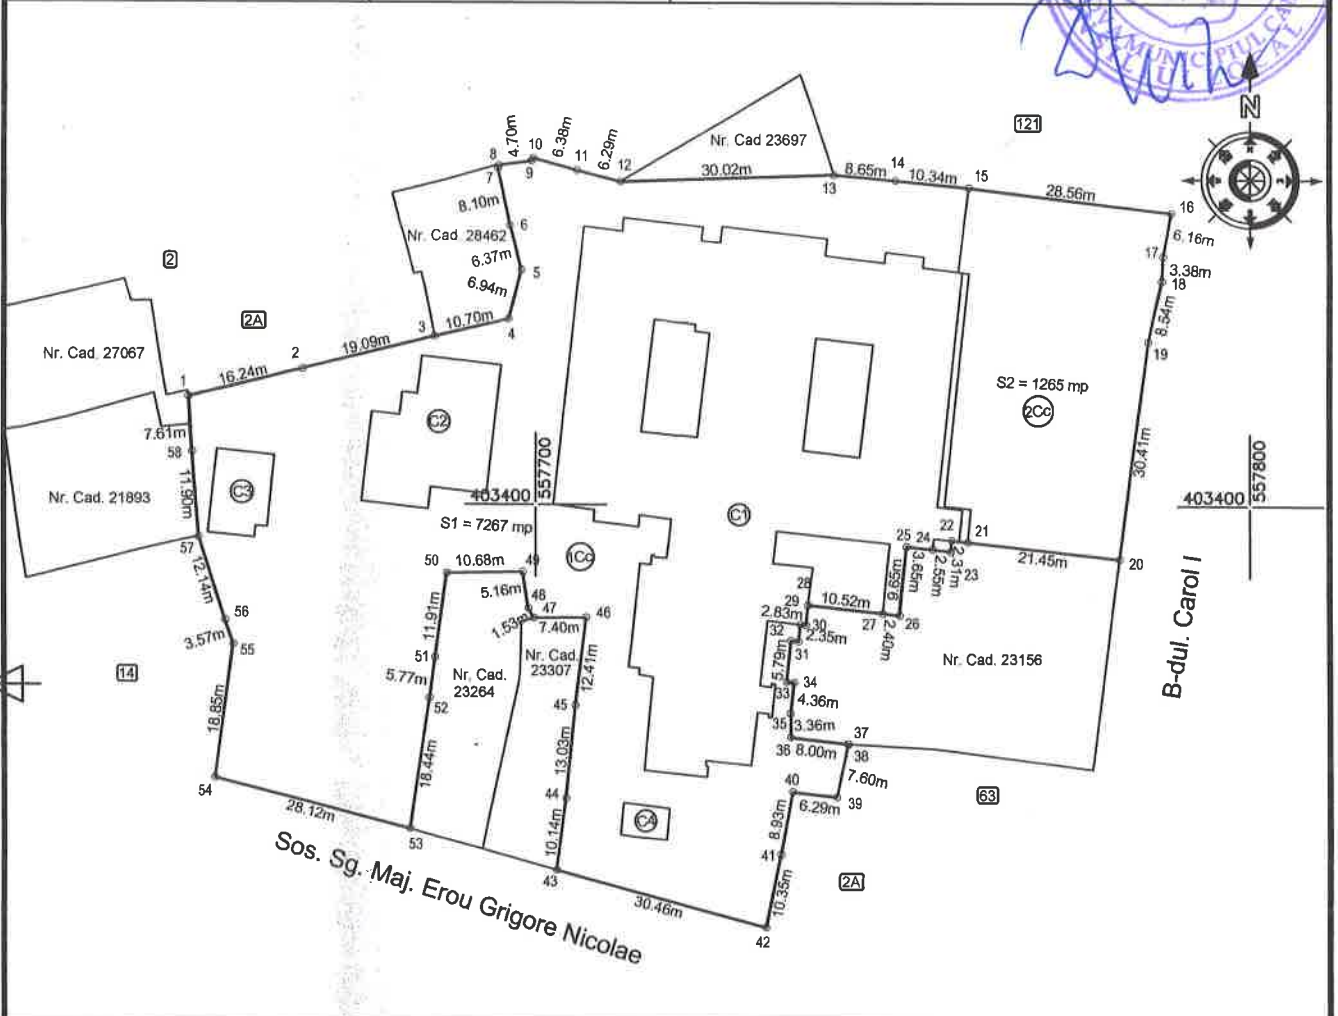 MUNICIPIUL
121
N
8
4.70m
10
9
6.38m
11
6.29m
12
Nr. Cad 23697
30.02m
13
8.65m
14
10.34m
15
28.56m
16
6.16m
17
3.38m
18
8.54m
19
7
8.10m
6
Nr. Cad. 28462
6.37m
5
6.94m
2
2A
3
10.70m
4
19.09m
2
16.24m
1
Nr. Cad. 27067
7.61m
58
11.90m
Nr. Cad. 21893
57
C3
C2
C1
S2 = 1265 mp
2Cc
30.41m
403400
557700
403400
557800
S1 = 7267 mp
1Cc
12.14m
56
3.57m
55
14
18.85m
54
28.12m
50
10.68m
49
5.16m
48
47
1.53m
7.40m
46
11.91m
51
5.77m
52
18.44m
53
Nr. Cad.
23264
Nr. Cad.
23307
12.41m
45
13.03m
44
10.14m
43
30.46m
42
25
24
22
21
3.65m
2.55m
2.31m
23
21.45m
20
28
29
10.52m
9.69m
27
26
2.40m
2.83m
30
32
2.35m
31
5.79m
33
34
4.36m
35
3.36m
36
8.00m
37
38
7.60m
40
6.29m
39
8.93m
41
10.35m
CA
Nr. Cad. 23156
63
2A
B-dul. Carol I
Sos. Sg. Maj. Erou Grigore Nicolae